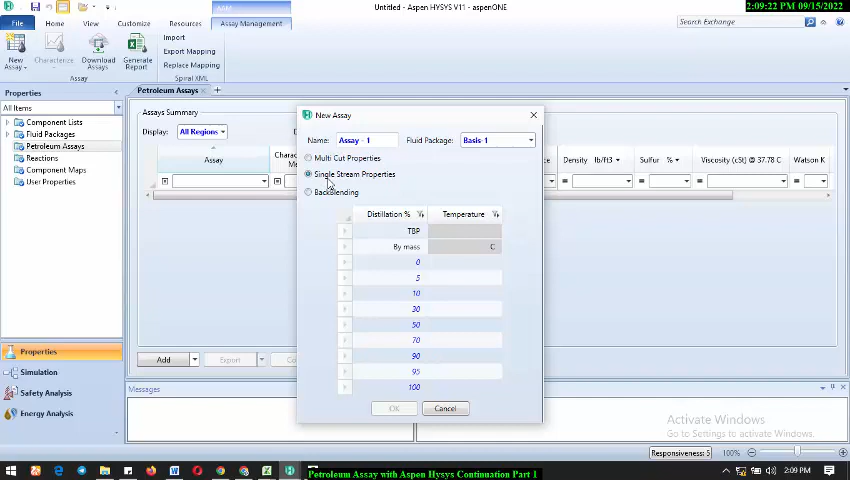 Untitled - Aspen HYSYS V11 - aspenONE
2:09:22 PM 09/15/2022
File
Home
View
Customize
Resources
Assay Management
Search Exchange
New
Assay
Characterize
Download
Assays
Generate
Report
Import
Export Mapping
Replace Mapping
Assay
Spiral XML
Properties
All Items
Component Lists
Fluid Packages
Petroleum Assays
Reactions
Component Maps
User Properties
Petroleum Assays
Assays Summary
Display:
All Regions
Assay
Density lb/ft3
Sulfur %
Viscosity (cSt) @ 37.78 C
Watson K
New Assay
Name:
Assay - 1
Fluid Package:
Basis-1
Multi Cut Properties
Single Stream Properties
BackBlending
Distillation %
Temperature
TBP
By mass
C
0
5
10
30
50
70
90
95
100
OK
Cancel
Add
Export
Properties
Simulation
Safety Analysis
Energy Analysis
Messages
Activate Windows
Go to Settings to activate Windows.
Responsiveness: 5
100%
2:09 PM
Petroleum Assay with Aspen Hysys Continuation Part 1